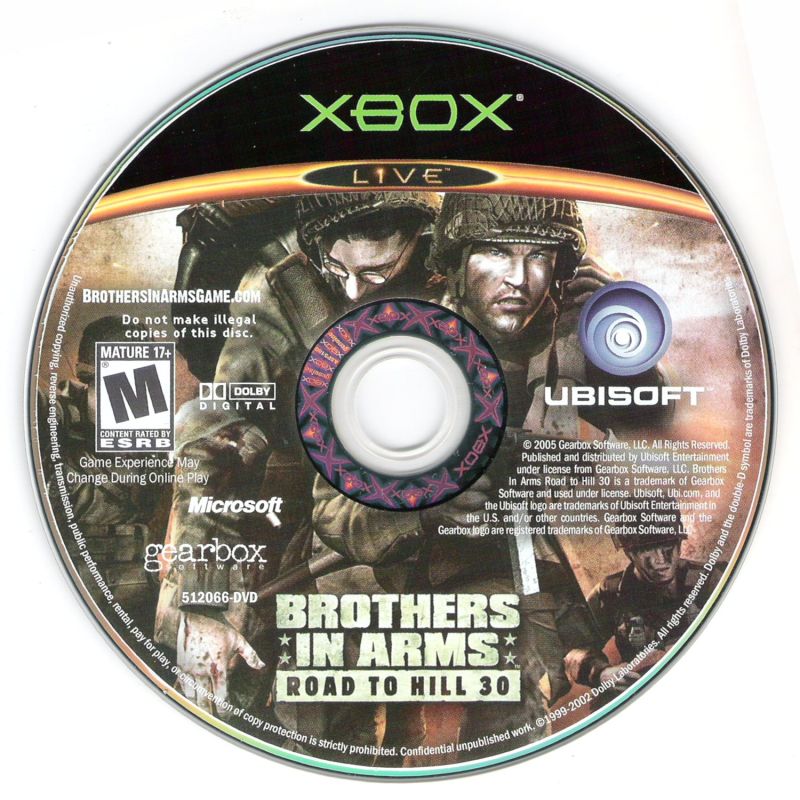 XBOX®
LIVE™
BROTHERSINARMSGAME.COM
Do not make illegal
copies of this disc.
MATURE 17+
M®
CONTENT RATED BY
ESRB
Game Experience May
Change During Online Play
DOLBY
DIGITAL
Microsoft
gearbox
software
512066-DVD
XBOX
UBISOFT™
© 2005 Gearbox Software, LLC. All Rights Reserved.
Published and distributed by Ubisoft Entertainment
under license from Gearbox Software, LLC. Brothers
In Arms Road to Hill 30 is a trademark of Gearbox
Software and used under license. Ubisoft, Ubi.com, and
the Ubisoft logo are trademarks of Ubisoft Entertainment in
the U.S. and/or other countries. Gearbox Software and the
Gearbox logo are registered trademarks of Gearbox Software, LLC.
BROTHERS
IN ARMS™
ROAD TO HILL 30
Unauthorized copying, reverse engineering, transmission, public performance, rental, pay for play, or circumvention of copy protection is strictly prohibited. Confidential unpublished work. ©1999-2002 Dolby Laboratories. All rights reserved. Dolby and the double-D symbol are trademarks of Dolby Laboratories.